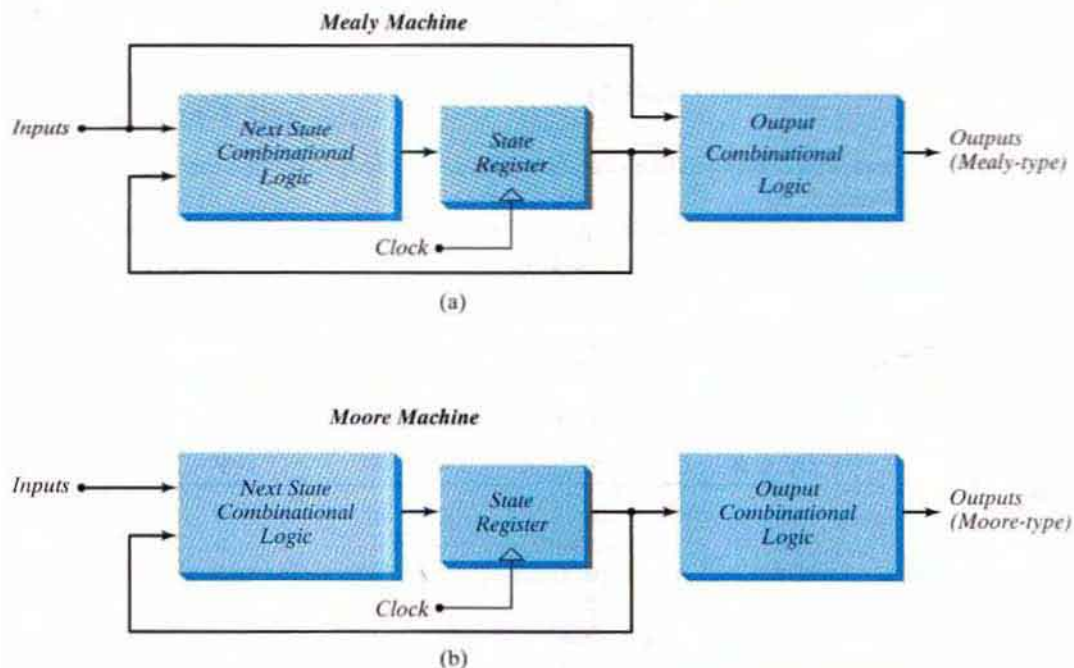 Mealy Machine
Inputs
Next State
Combinational
Logic
State
Register
Output
Combinational
Logic
Outputs
(Mealy-type)
Clock
(a)
Moore Machine
Inputs
Next State
Combinational
Logic
State
Register
Output
Combinational
Logic
Outputs
(Moore-type)
Clock
(b)